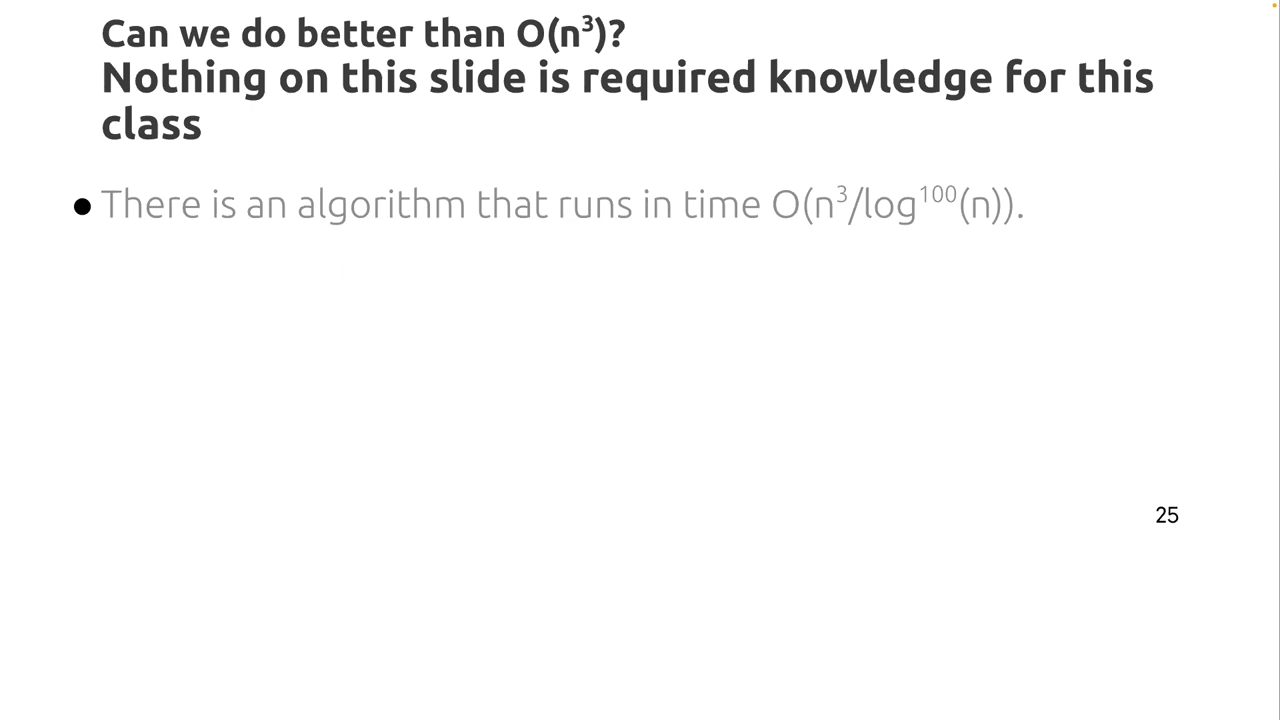 Can we do better than O(n³)?
Nothing on this slide is required knowledge for this
class
● There is an algorithm that runs in time O(n³/log¹⁰⁰(n)).
25